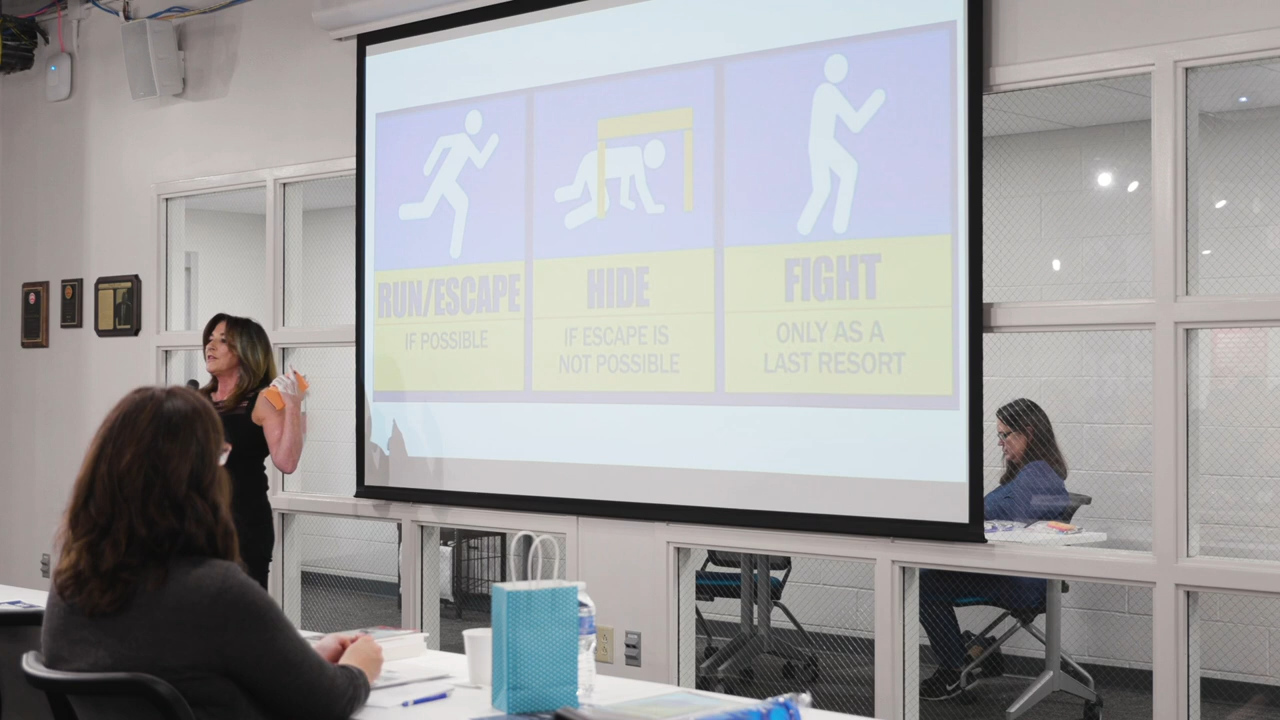 RUN/ESCAPE
IF POSSIBLE
HIDE
IF ESCAPE IS
NOT POSSIBLE
FIGHT
ONLY AS A
LAST RESORT